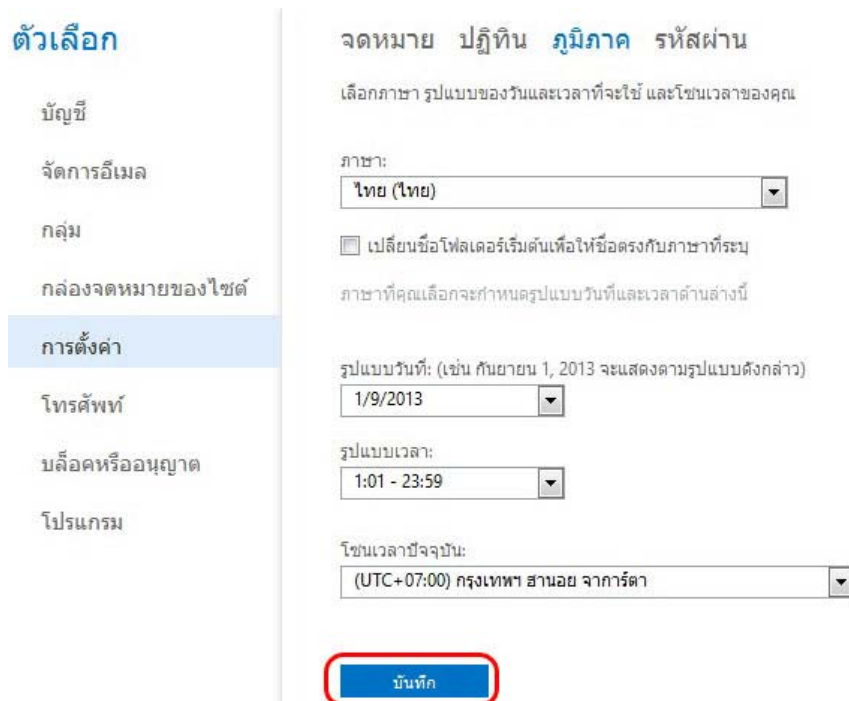 ตัวเลือก
บัญชี
จัดการอีเมล
กลุ่ม
กล่องจดหมายของไซต์
การตั้งค่า
โทรศัพท์
บล็อคหรืออนุญาต
โปรแกรม
จดหมาย ปฏิทิน ภูมิภาค รหัสผ่าน
เลือกภาษา รูปแบบของวันและเวลาที่จะใช้ และโซนเวลาของคุณ
ภาษา:
ไทย (ไทย)
เปลี่ยนชื่อโฟลเดอร์เริ่มต้นเพื่อให้ชื่อตรงกับภาษาที่ระบุ
ภาษาที่คุณเลือกจะกำหนดรูปแบบวันที่และเวลาด้านล่างนี้
รูปแบบวันที่: (เช่น กันยายน 1, 2013 จะแสดงตามรูปแบบดังกล่าว)
1/9/2013
รูปแบบเวลา:
1:01 - 23:59
โซนเวลาปัจจุบัน:
(UTC+07:00) กรุงเทพฯ ฮานอย จาการ์ตา
บันทึก